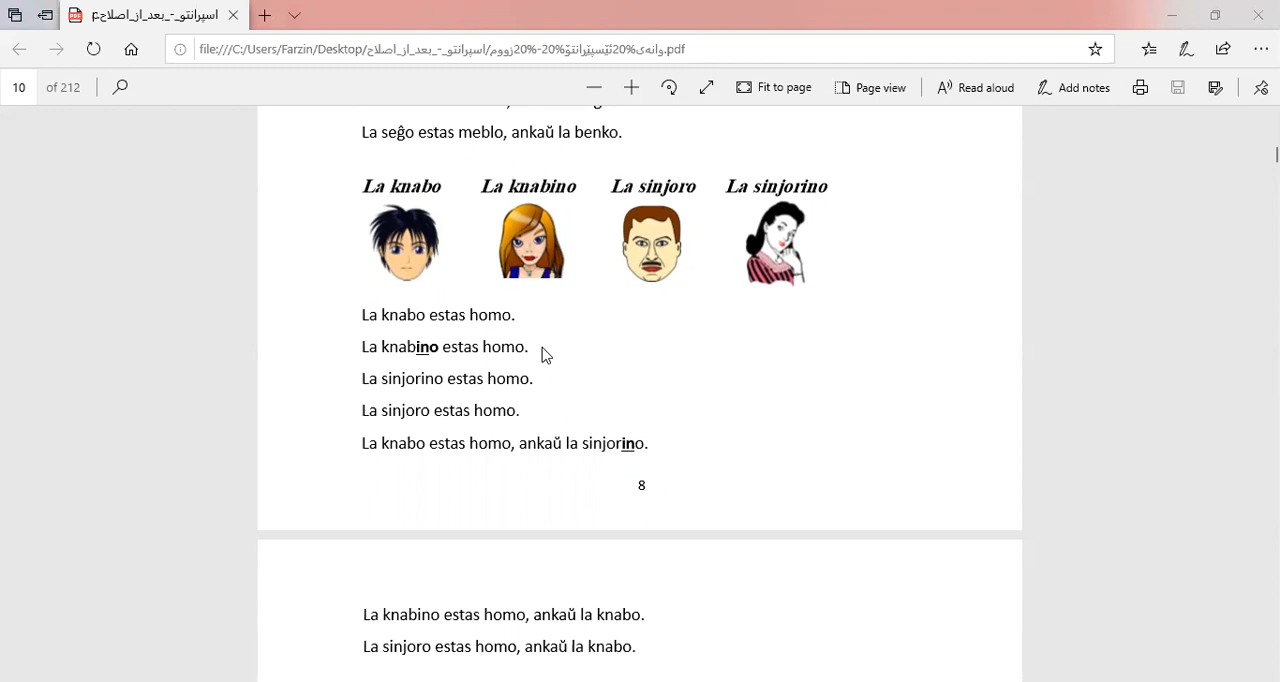 اسپرانتو_-_بعد_از_اصلاح
file:///C:/Users/Farzin/Desktop/وانەی%20ئێسپێرانتۆ%20-%20زووم/اسپرانتو_-_بعد_از_اصلاح.pdf
10 of 212 Fit to page Page view Read aloud Add notes
La seĝo estas meblo, ankaŭ la benko.
La knabo La knabino La sinjoro La sinjorino
La knabo estas homo.
La knabino estas homo.
La sinjorino estas homo.
La sinjoro estas homo.
La knabo estas homo, ankaŭ la sinjorino.
8
La knabino estas homo, ankaŭ la knabo.
La sinjoro estas homo, ankaŭ la knabo.